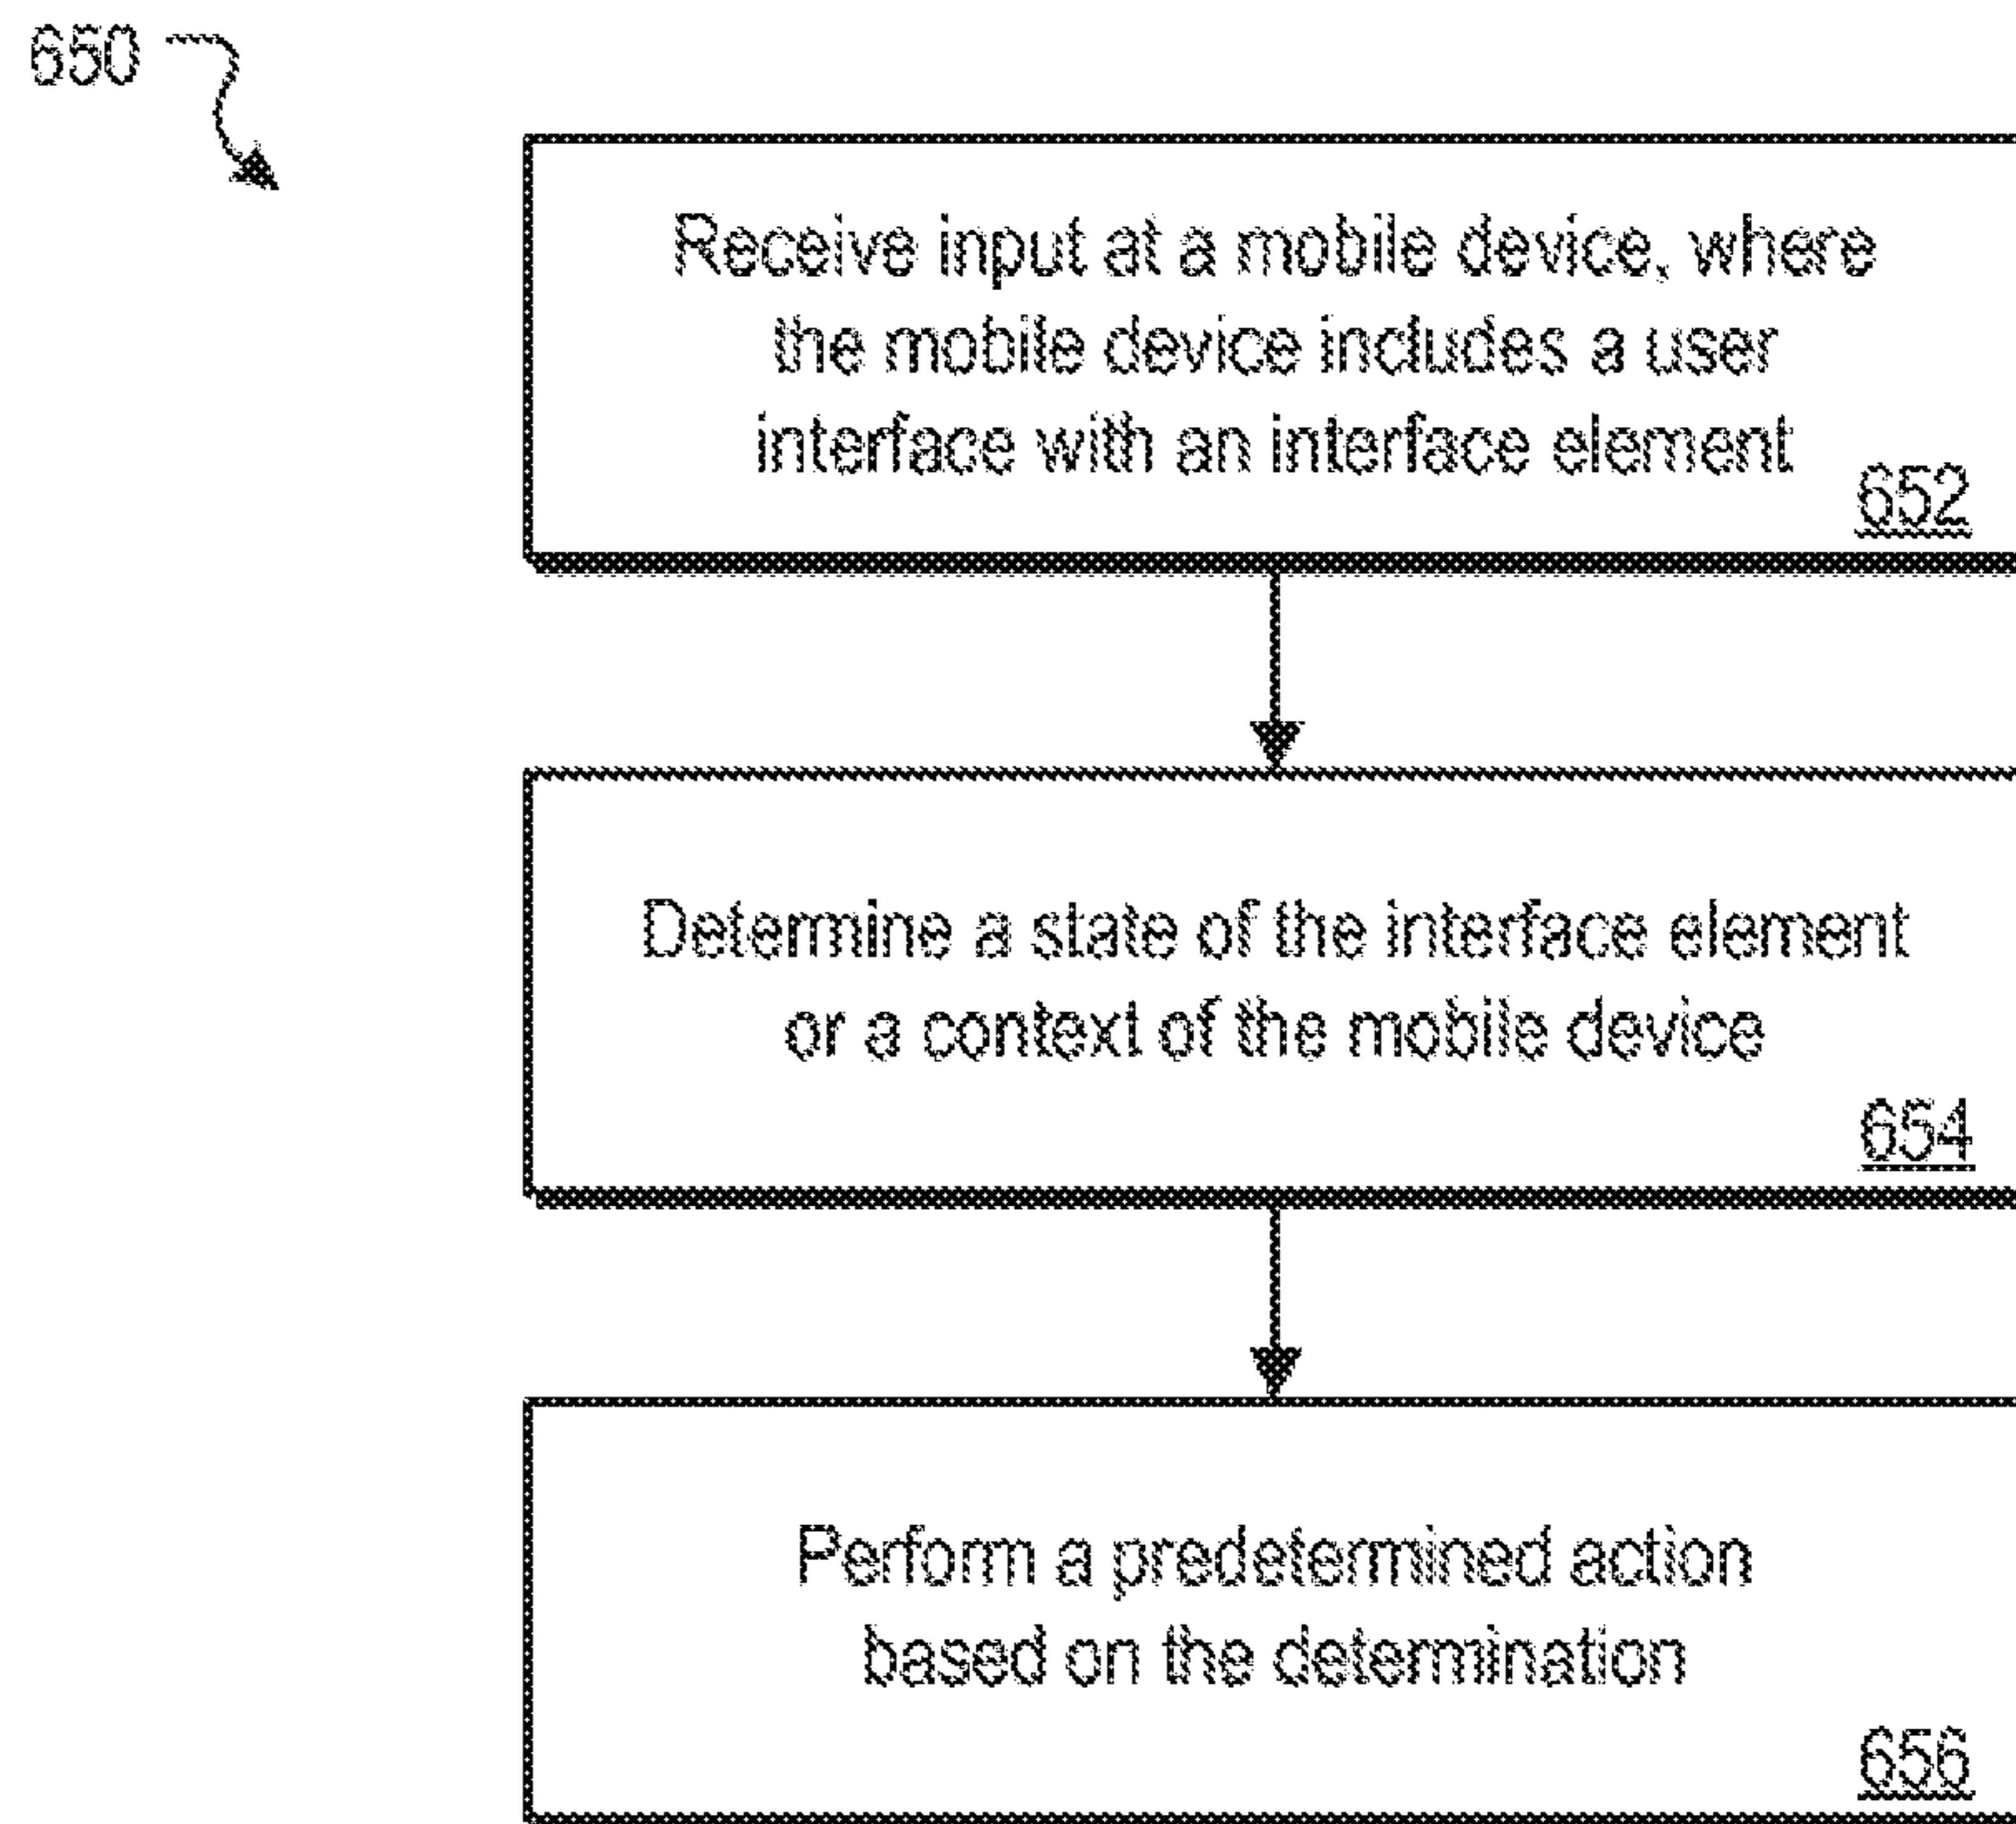 650
Receive input at a mobile device, where
the mobile device includes a user
interface with an interface element
652
Determine a state of the interface element
or a context of the mobile device
654
Perform a predetermined action
based on the determination
656